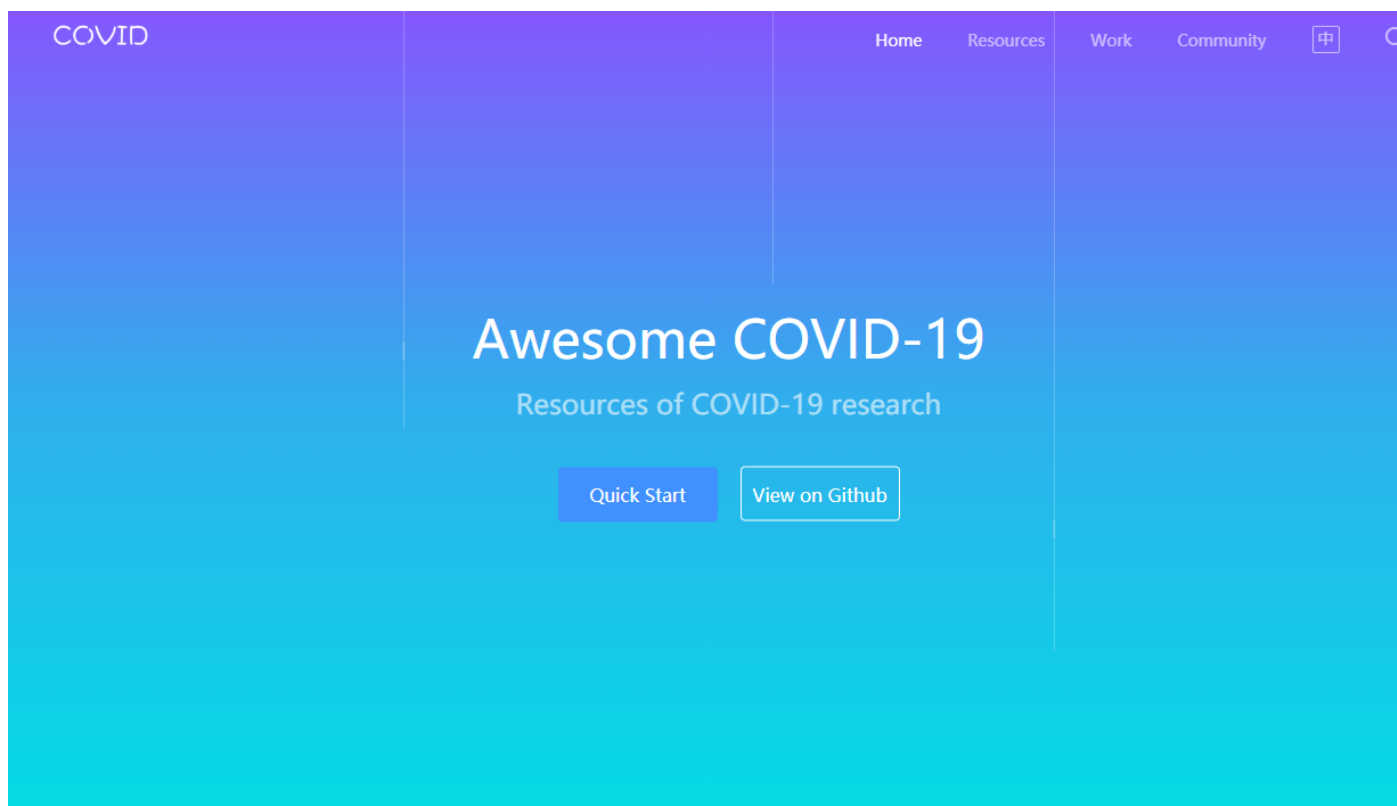 COVID Home Resources Work Community 中
Awesome COVID-19
Resources of COVID-19 research
Quick Start View on Github